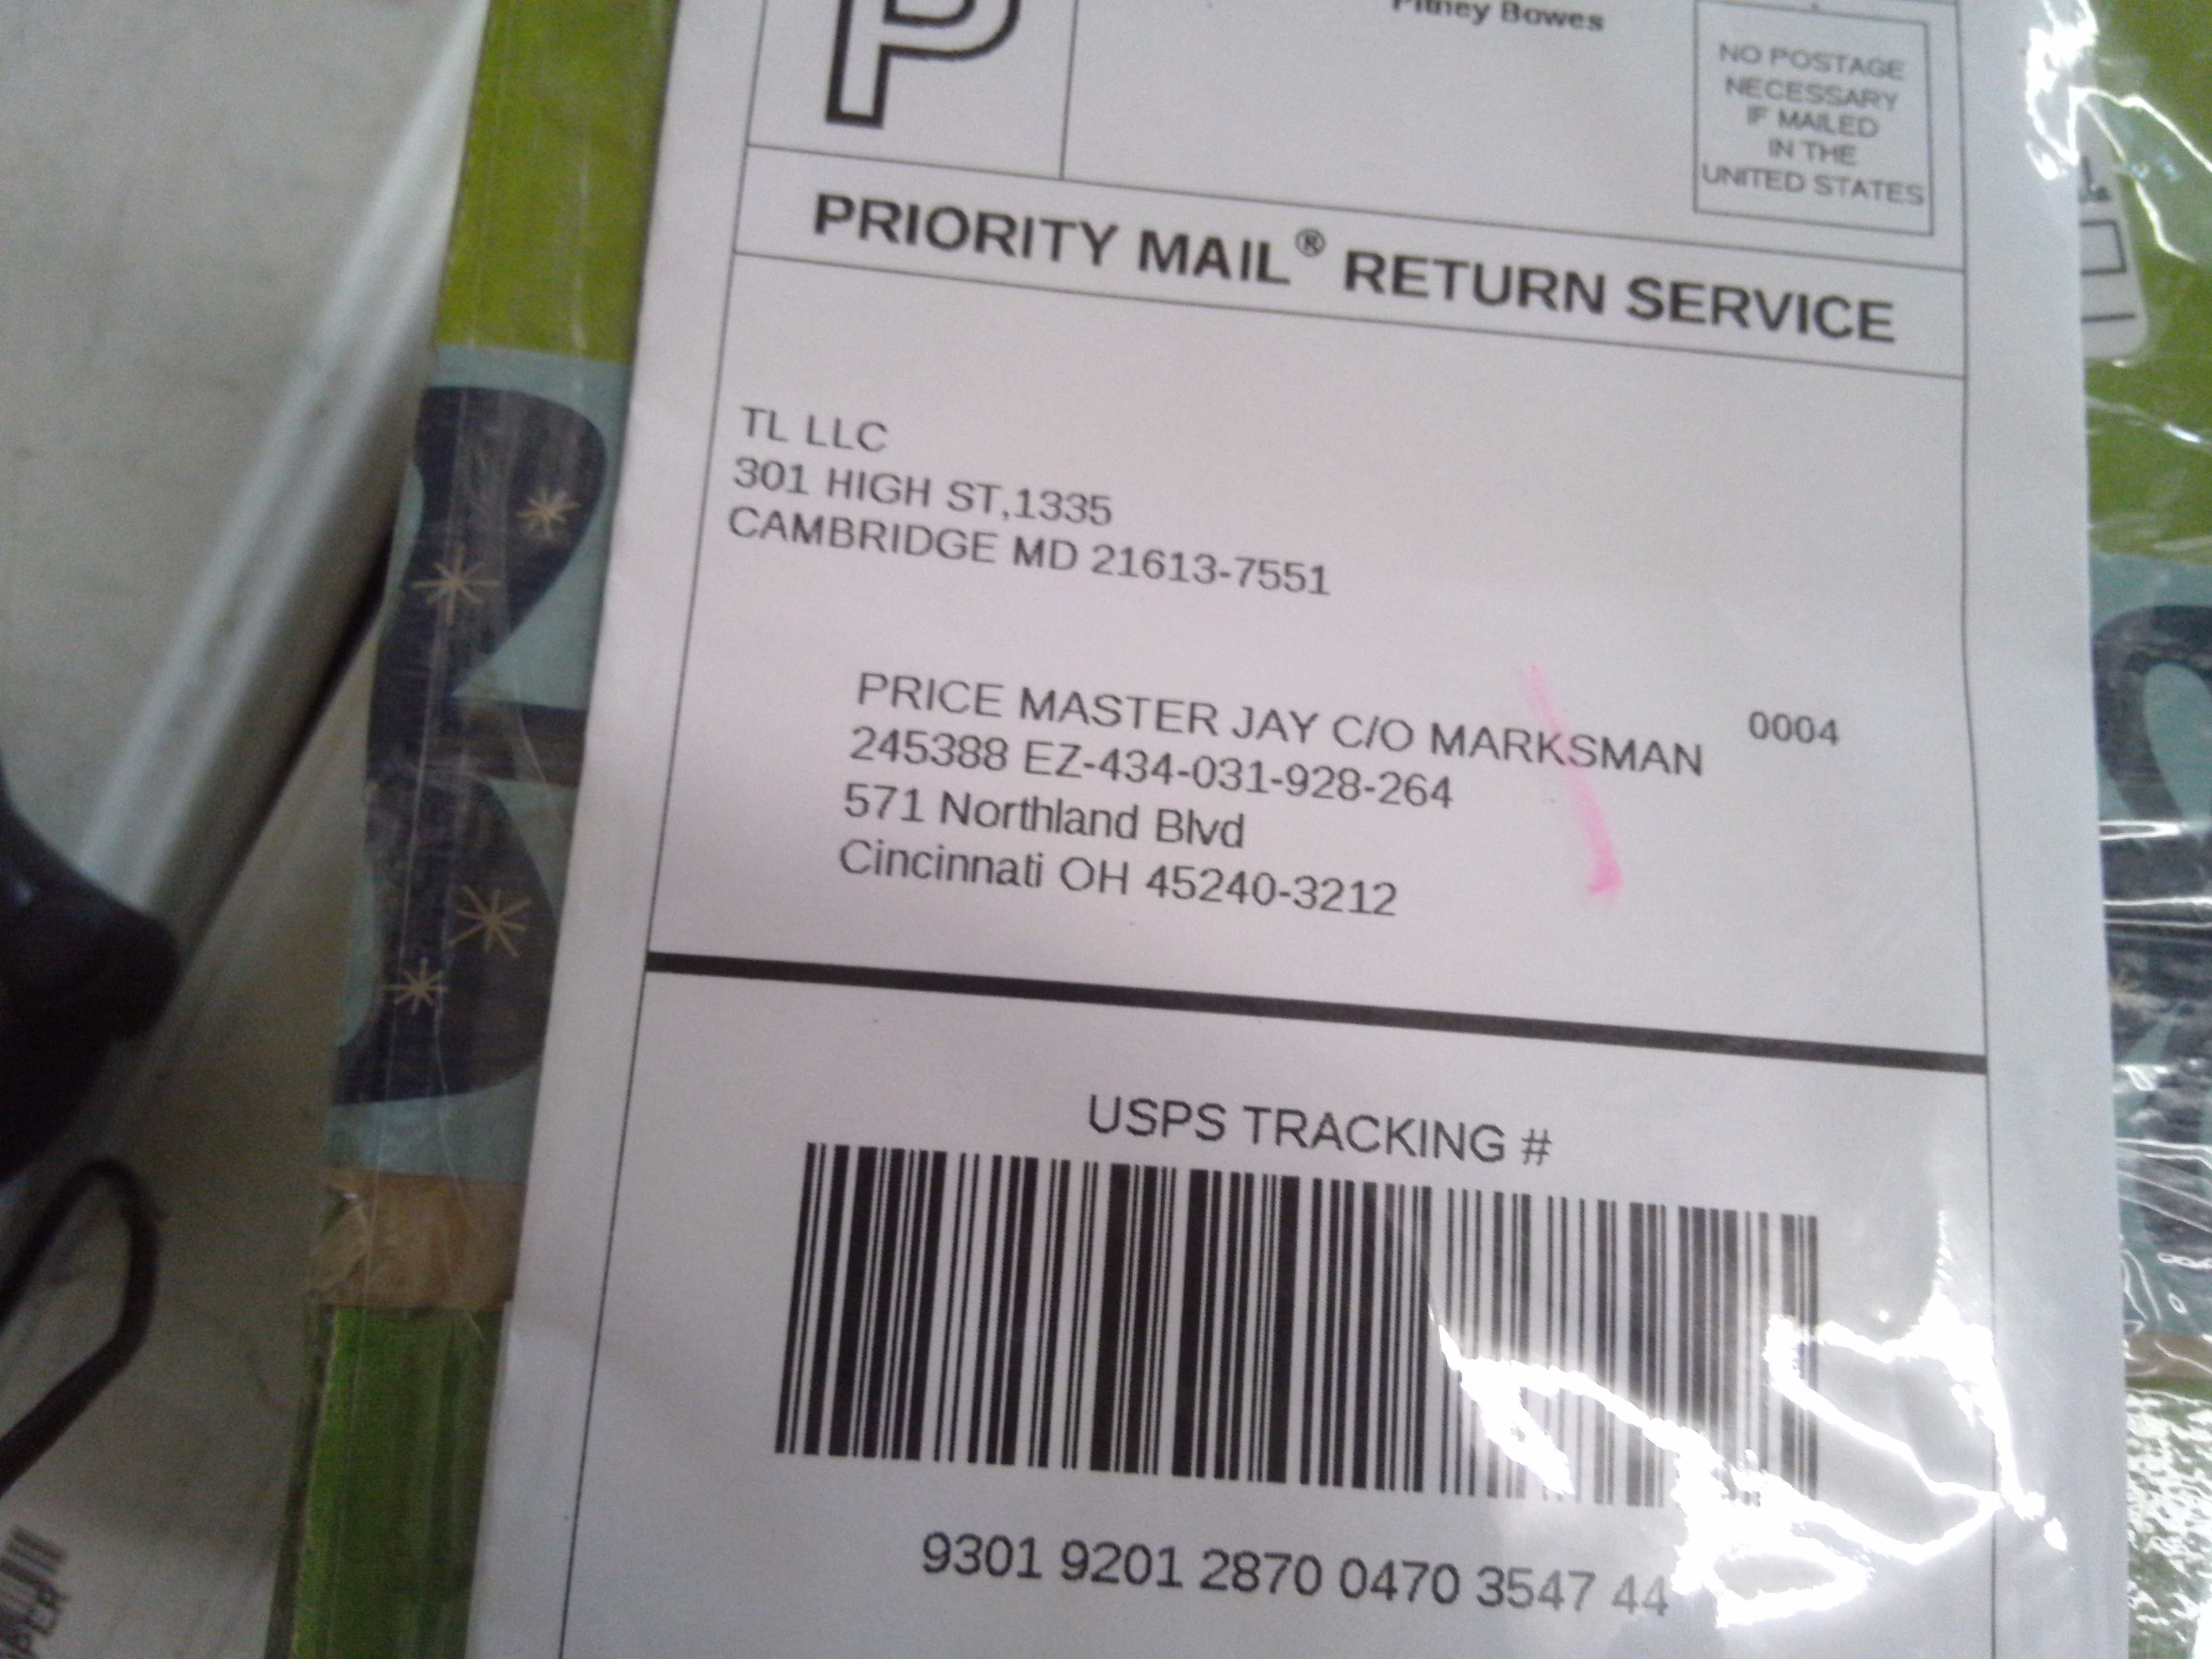 P
Pitney Bowes
NO POSTAGE
NECESSARY
IF MAILED
IN THE
UNITED STATES
PRIORITY MAIL® RETURN SERVICE
TL LLC
301 HIGH ST,1335
CAMBRIDGE MD 21613-7551
PRICE MASTER JAY C/O MARKSMAN 0004
245388 EZ-434-031-928-264
571 Northland Blvd
Cincinnati OH 45240-3212
USPS TRACKING #
9301 9201 2870 0470 3547 44